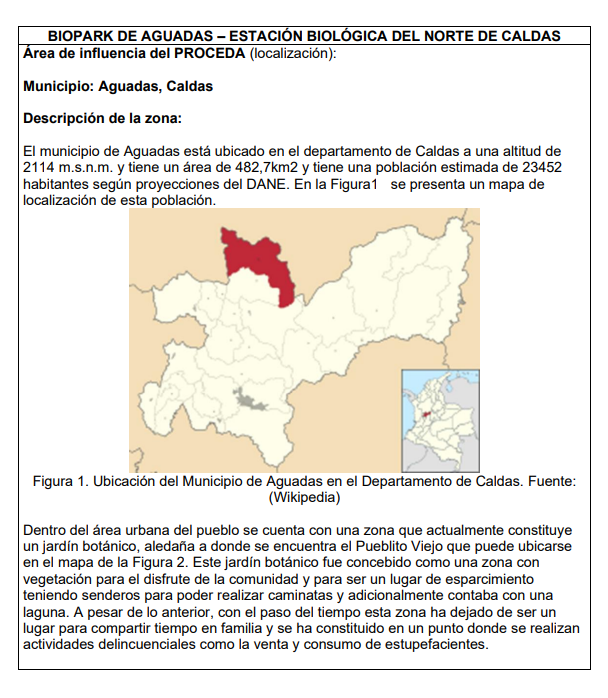 BIOPARK DE AGUADAS – ESTACIÓN BIOLÓGICA DEL NORTE DE CALDAS
Área de influencia del PROCEDA (localización):
Municipio: Aguadas, Caldas
Descripción de la zona:
El municipio de Aguadas está ubicado en el departamento de Caldas a una altitud de
2114 m.s.n.m. y tiene un área de 482,7km2 y tiene una población estimada de 23452
habitantes según proyecciones del DANE. En la Figura1 se presenta un mapa de
localización de esta población.
Figura 1. Ubicación del Municipio de Aguadas en el Departamento de Caldas. Fuente:
(Wikipedia)
Dentro del área urbana del pueblo se cuenta con una zona que actualmente constituye
un jardín botánico, aledaña a donde se encuentra el Pueblito Viejo que puede ubicarse
en el mapa de la Figura 2. Este jardín botánico fue concebido como una zona con
vegetación para el disfrute de la comunidad y para ser un lugar de esparcimiento
teniendo senderos para poder realizar caminatas y adicionalmente contaba con una
laguna. A pesar de lo anterior, con el paso del tiempo esta zona ha dejado de ser un
lugar para compartir tiempo en familia y se ha constituido en un punto donde se realizan
actividades delincuenciales como la venta y consumo de estupefacientes.